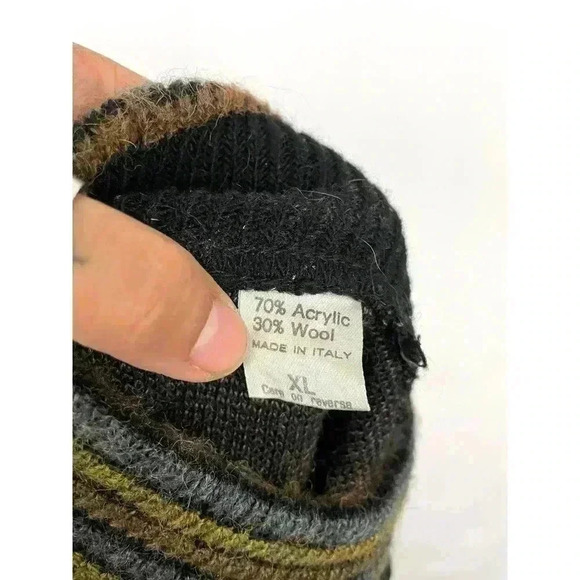 70% Acrylic
30% Wool
MADE IN ITALY
XL
Care on reverse